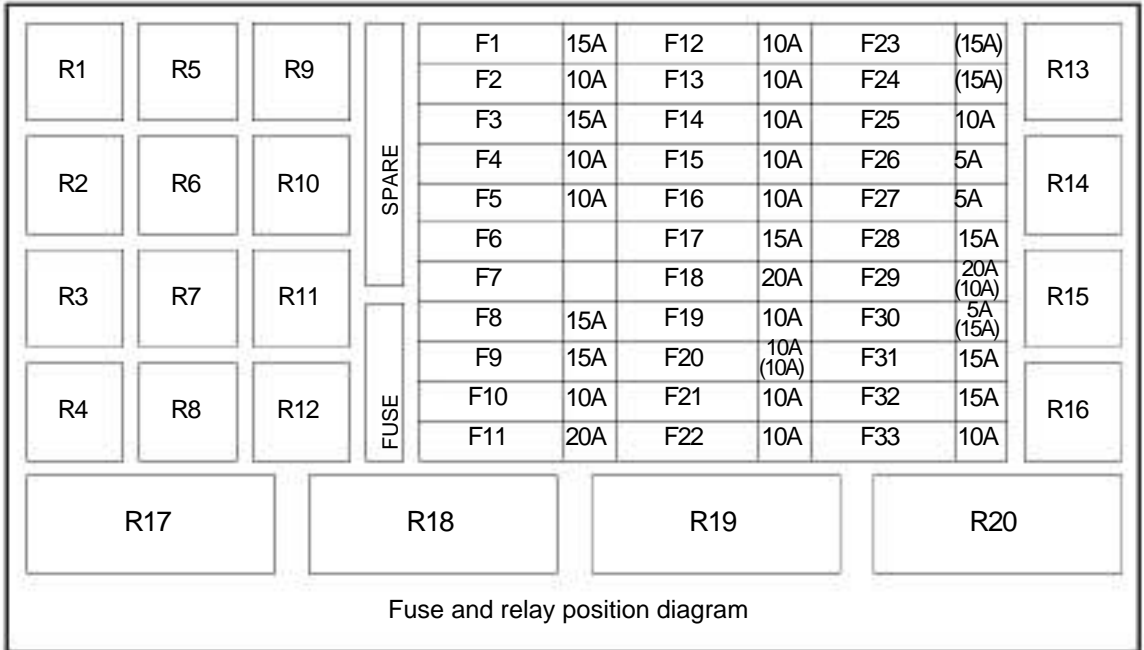 R1 R5 R9
R2 R6 R10
R3 R7 R11
R4 R8 R12
SPARE
FUSE
F1 15A F12 10A F23 (15A)
F2 10A F13 10A F24 (15A)
F3 15A F14 10A F25 10A
F4 10A F15 10A F26 5A
F5 10A F16 10A F27 5A
F6 F17 15A F28 15A
F7 F18 20A F29 20A (10A)
F8 15A F19 10A F30 5A (15A)
F9 15A F20 10A (10A) F31 15A
F10 10A F21 10A F32 15A
F11 20A F22 10A F33 10A
R13
R14
R15
R16
R17 R18 R19 R20
Fuse and relay position diagram